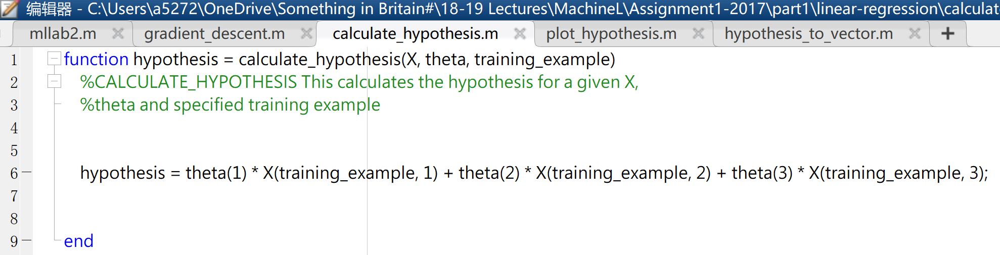 编辑器 - C:\Users\a5272\OneDrive\Something in Britain#\18-19 Lectures\MachineL\Assignment1-2017\part1\linear-regression\calculat
mllab2.m gradient_descent.m calculate_hypothesis.m plot_hypothesis.m hypothesis_to_vector.m +
1 function hypothesis = calculate_hypothesis(X, theta, training_example)
2 %CALCULATE_HYPOTHESIS This calculates the hypothesis for a given X,
3 %theta and specified training example
4
5
6 hypothesis = theta(1) * X(training_example, 1) + theta(2) * X(training_example, 2) + theta(3) * X(training_example, 3);
7
8
9 end